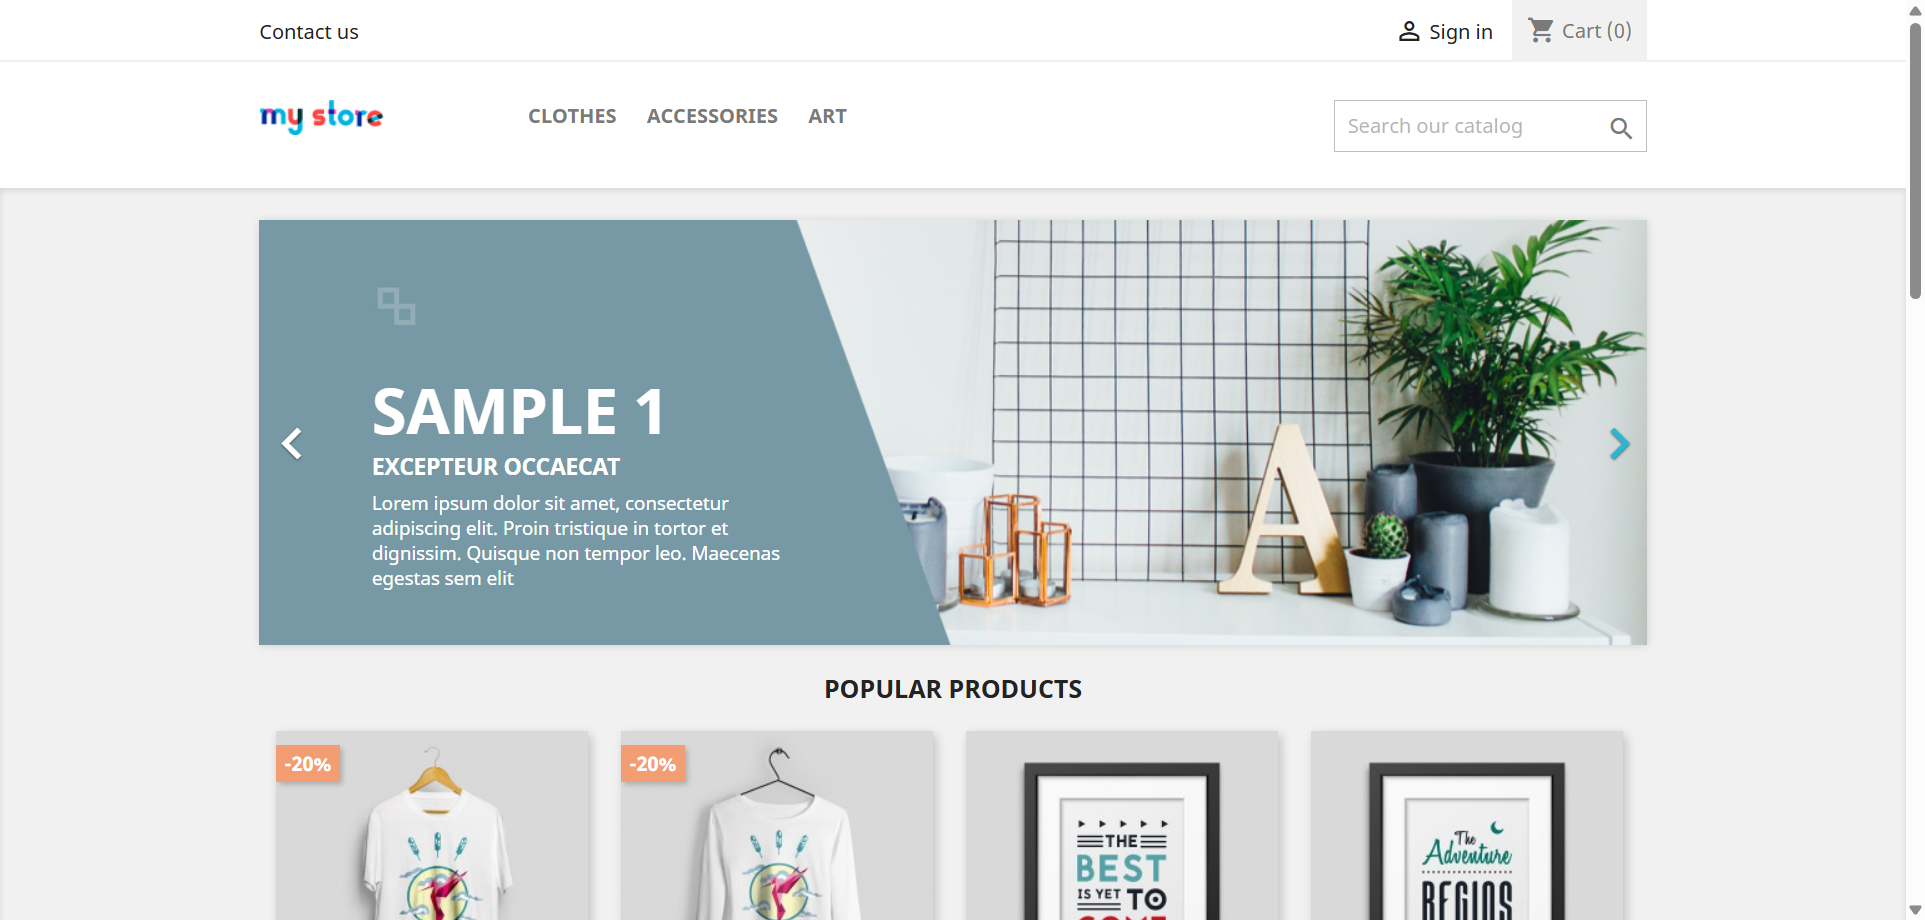 Contact us
Sign in
Cart (0)
my store
CLOTHES
ACCESSORIES
ART
Search our catalog
SAMPLE 1
EXCEPTEUR OCCAECAT
Lorem ipsum dolor sit amet, consectetur
adipiscing elit. Proin tristique in tortor et
dignissim. Quisque non tempor leo. Maecenas
egestas sem elit
A
POPULAR PRODUCTS
-20%
-20%
THE
BEST
IS YET TO
COME
The
Adventure
BEGINS